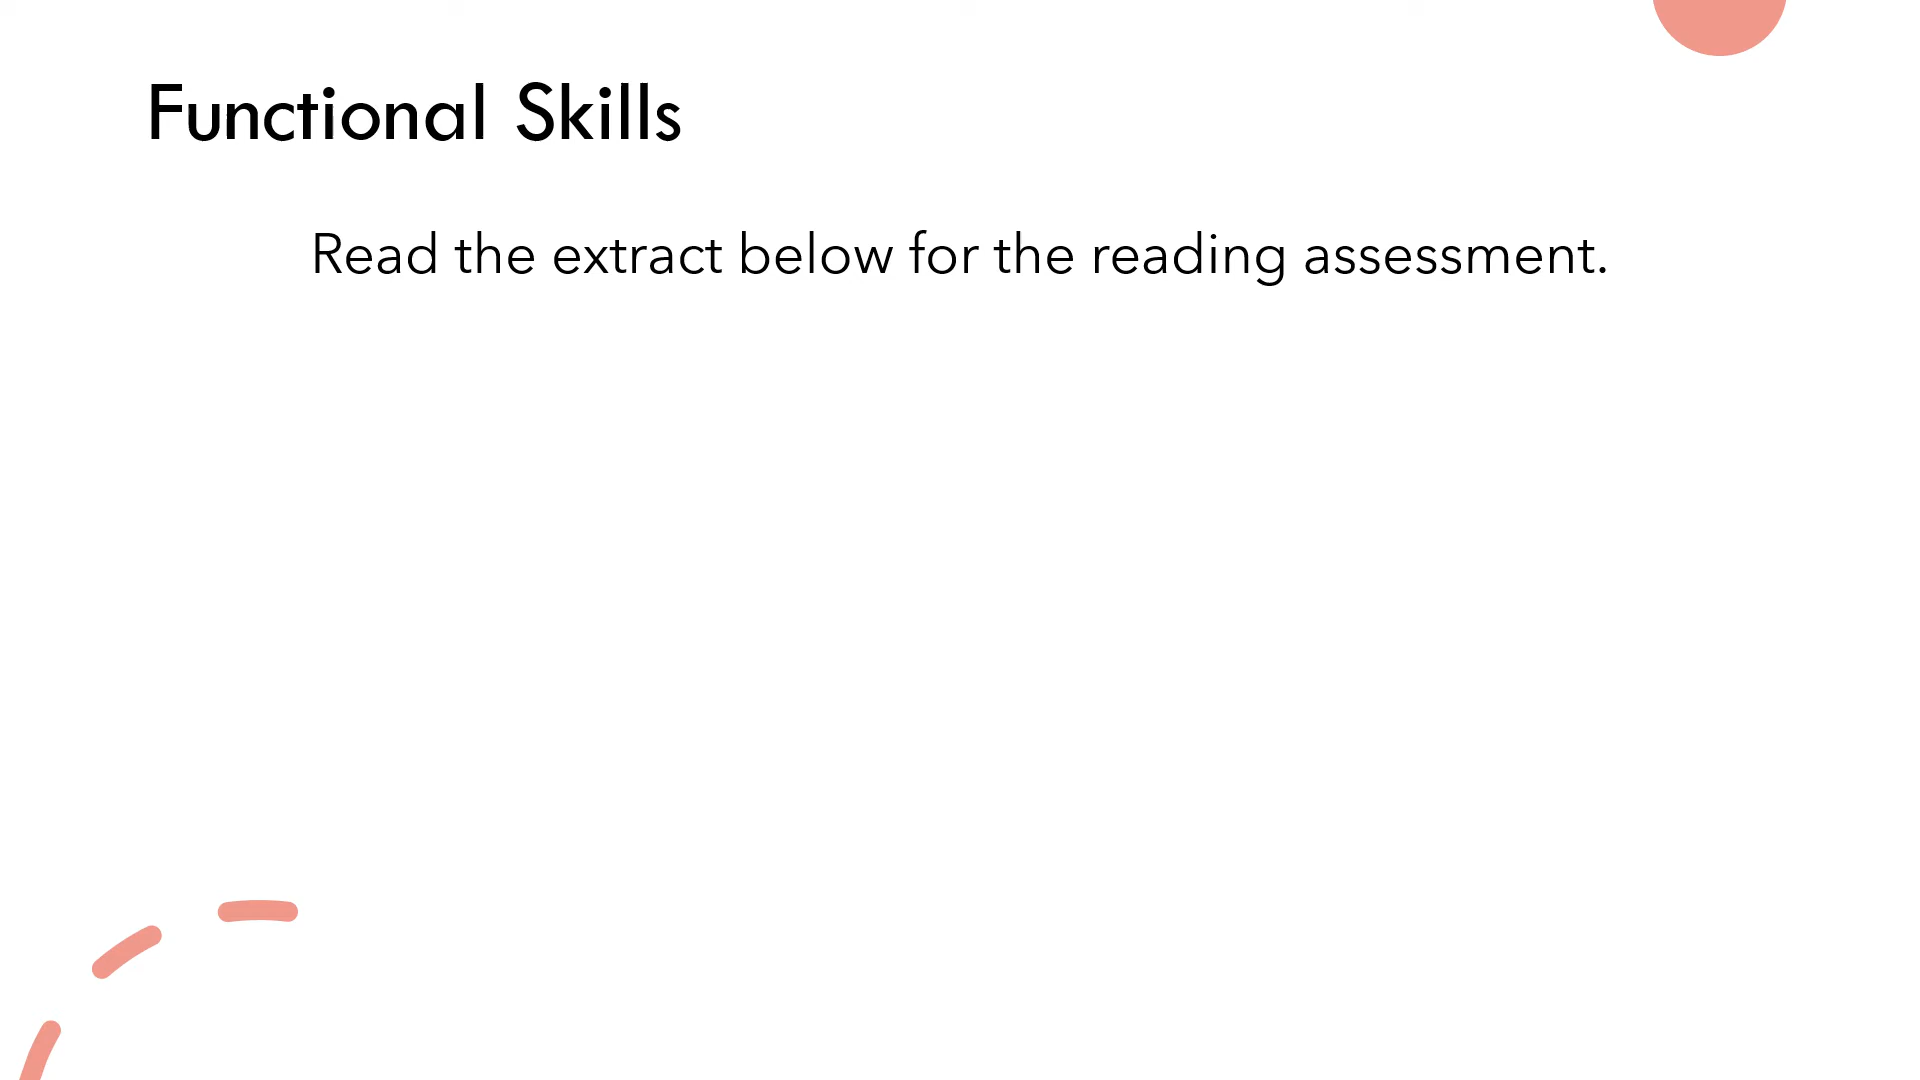 Functional Skills
Read the extract below for the reading assessment.